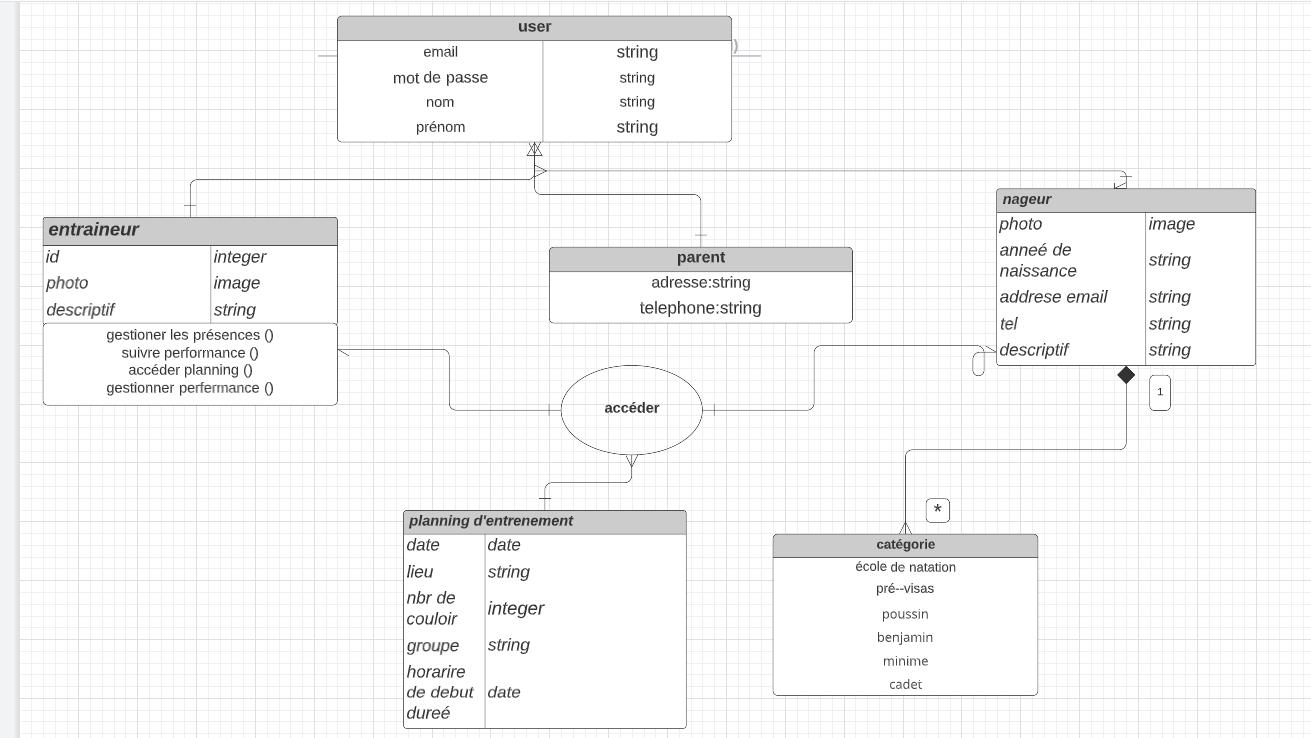 user
email string
mot de passe string
nom string
prénom string
)
entraineur
id integer
photo image
descriptif string
gestioner les présences ()
suivre performance ()
accéder planning ()
gestionner perfermance ()
parent
adresse:string
telephone:string
nageur
photo image
anneé de
naissance string
addrese email string
tel string
descriptif string
accéder
1
*
planning d'entrenement
date date
lieu string
nbr de
couloir integer
groupe string
horarire
de debut date
dureé
catégorie
école de natation
pré--visas
poussin
benjamin
minime
cadet